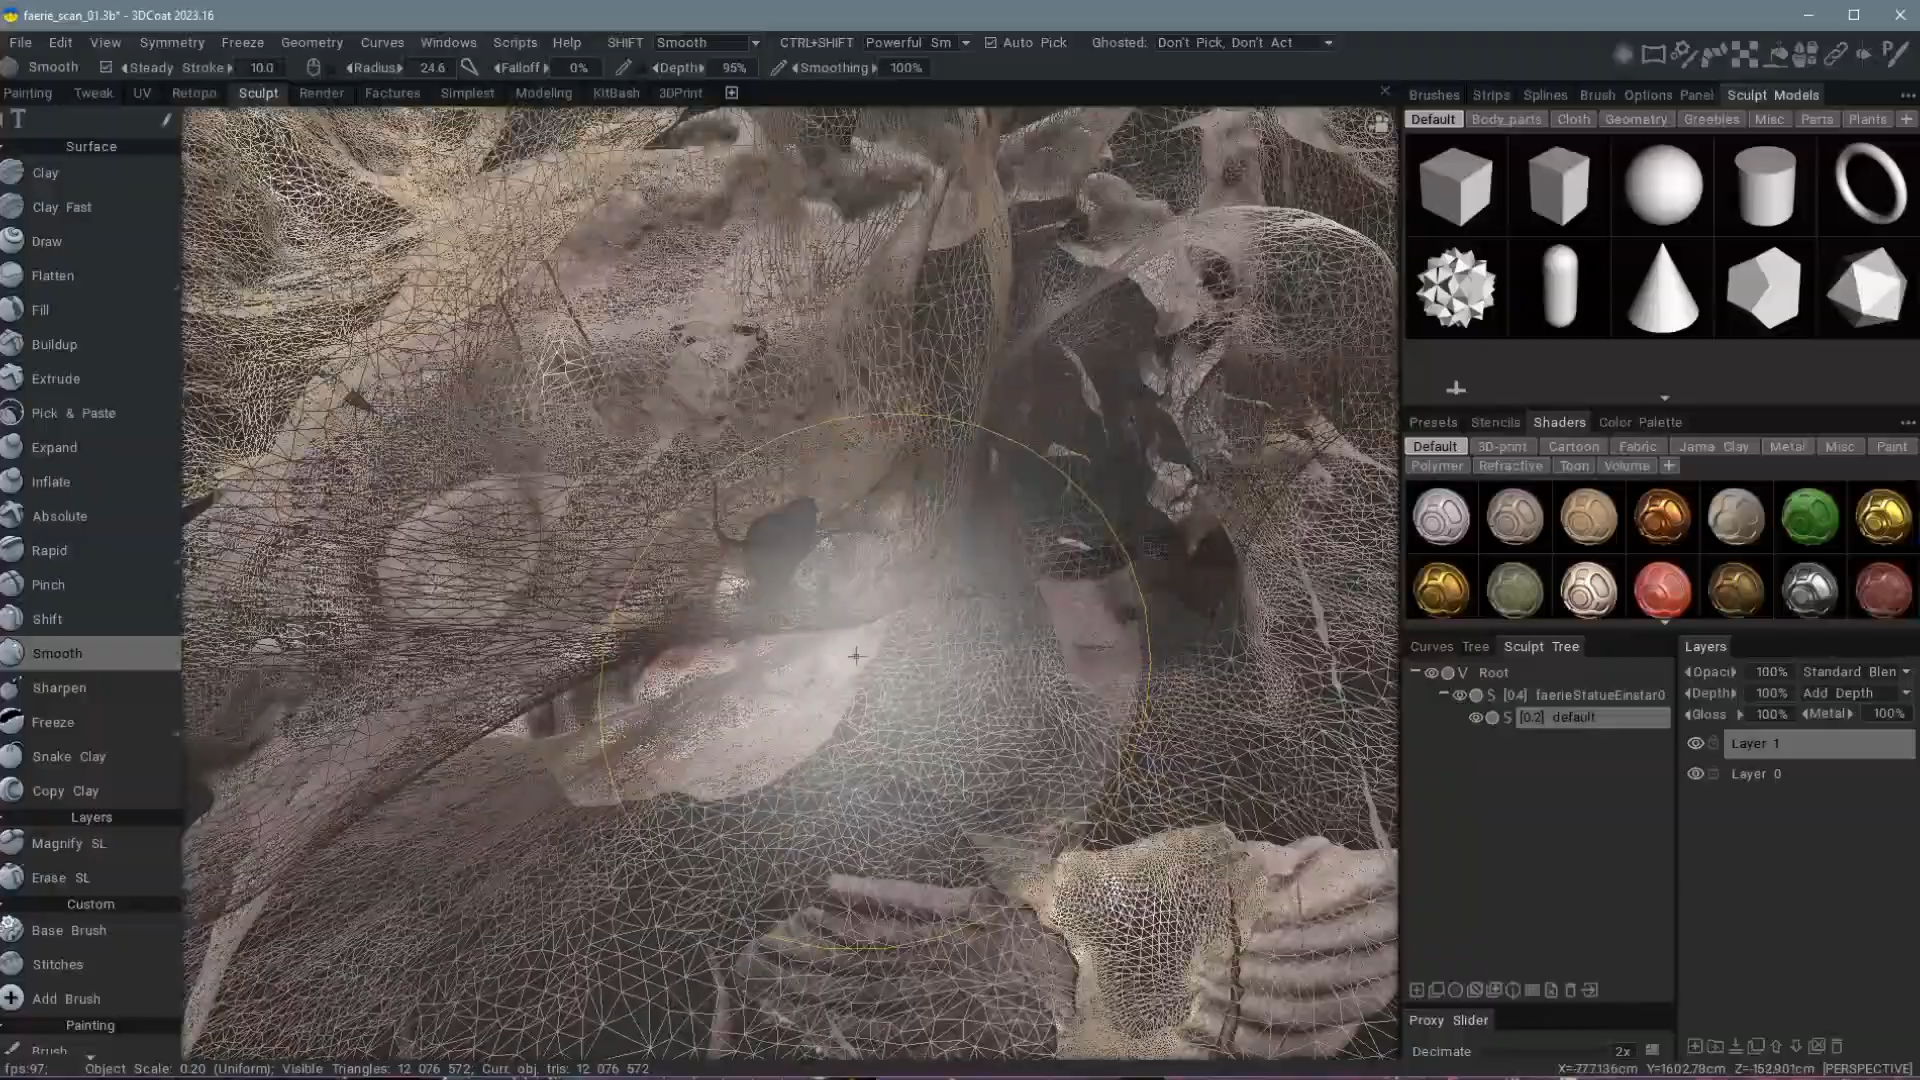 faerie_scan_01.3b* - 3DCoat 2023.16
File Edit View Symmetry Freeze Geometry Curves Windows Scripts Help SHIFT Smooth CTRL+SHIFT Powerful Sm Auto Pick Ghosted: Don't Pick, Don't Act
Smooth Steady Stroke 10.0 Radius 24.6 Falloff 0% Depth 95% Smoothing 100%
Painting Tweak UV Retopo Sculpt Render Factures Simplest Modeling KitBash 3DPrint
Surface
Clay
Clay Fast
Draw
Flatten
Fill
Buildup
Extrude
Pick & Paste
Expand
Inflate
Absolute
Rapid
Pinch
Shift
Smooth
Sharpen
Freeze
Snake Clay
Copy Clay
Layers
Magnify SL
Erase SL
Custom
Base Brush
Stitches
Add Brush
Painting
Brush
Brushes Strips Splines Brush Options Panel Sculpt Models
Default Body parts Cloth Geometry Greebles Misc Parts Plants
Presets Stencils Shaders Color Palette
Default 3D-print Cartoon Fabric Jama Clay Metal Misc Paint
Polymer Refractive Toon Volume
Curves Tree Sculpt Tree
V Root
S [04] faerieStatueEinstar0
S [0.2] default
Layers
Opaci 100% Standard Blen
Depth 100% Add Depth
Gloss 100% Metal 100%
Layer 1
Layer 0
Proxy Slider
Decimate 2x
fps:97; Object Scale: 0.20 (Uniform); Visible Triangles: 12 076 572; Curr. obj. tris: 12 076 572
X=-777.136cm Y=1602.78cm Z=-152.901cm [PERSPECTIVE]